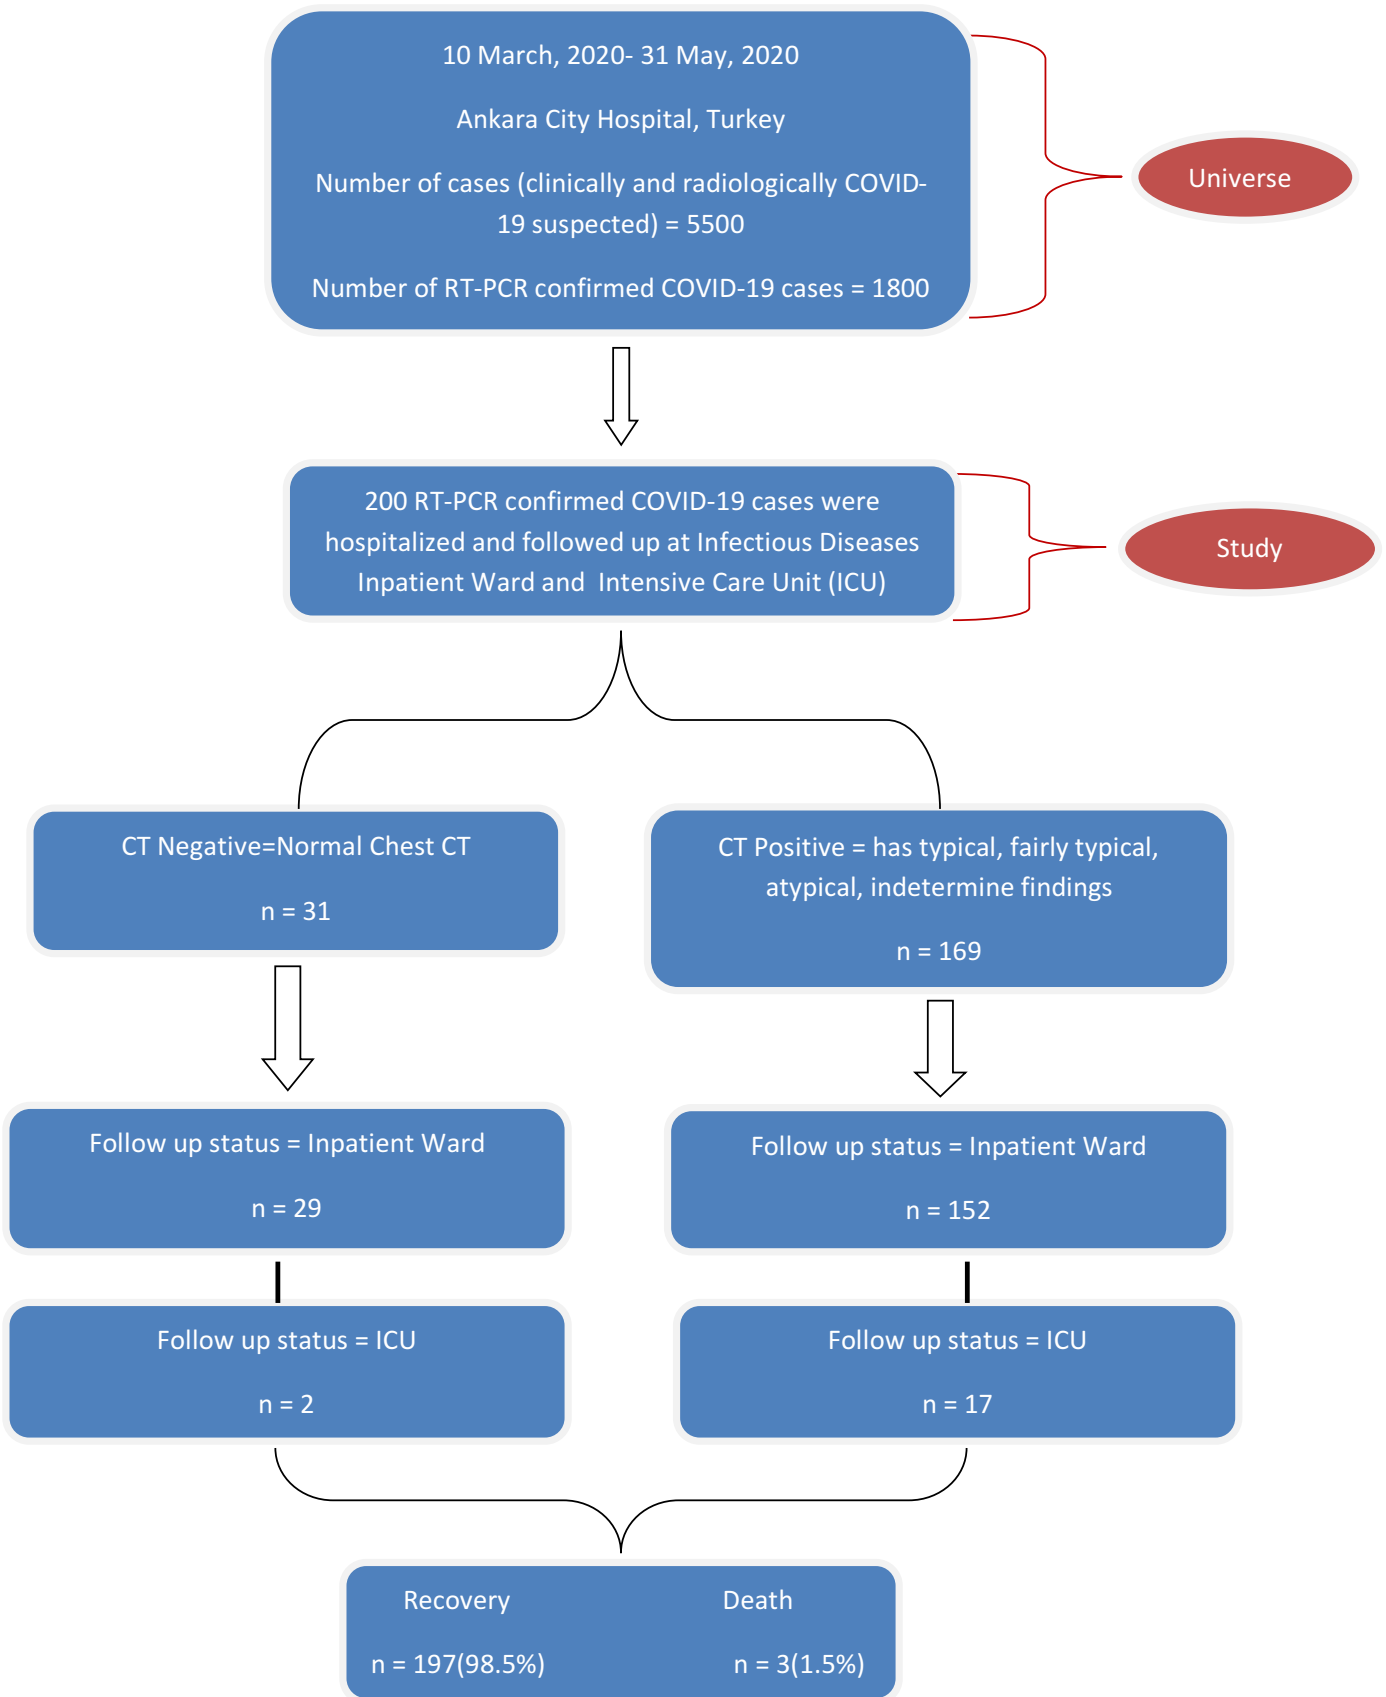 10 March, 2020- 31 May, 2020
Ankara City Hospital, Turkey
Number of cases (clinically and radiologically COVID-
19 suspected) = 5500
Number of RT-PCR confirmed COVID-19 cases = 1800
Universe
200 RT-PCR confirmed COVID-19 cases were
hospitalized and followed up at Infectious Diseases
Inpatient Ward and Intensive Care Unit (ICU)
Study
CT Negative=Normal Chest CT
n = 31
CT Positive = has typical, fairly typical,
atypical, indetermine findings
n = 169
Follow up status = Inpatient Ward
n = 29
Follow up status = Inpatient Ward
n = 152
Follow up status = ICU
n = 2
Follow up status = ICU
n = 17
Recovery Death
n = 197(98.5%) n = 3(1.5%)